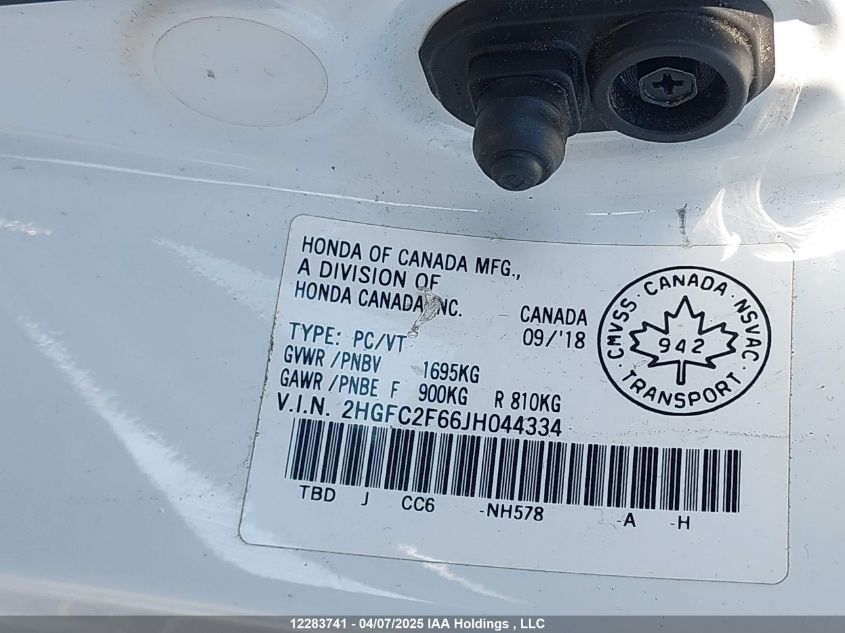 HONDA OF CANADA MFG.,
A DIVISION OF
HONDA CANADA INC.
CANADA
09/'18
TYPE: PC/VT
GVWR /PNBV 1695KG
GAWR /PNBE F 900KG R 810KG
V.I.N. 2HGFC2F66JH044334
TBD J CC6 -NH578 -A -H
CMVSS · CANADA · NSVAC
942
· TRANSPORT ·
12283741 - 04/07/2025 IAA Holdings , LLC